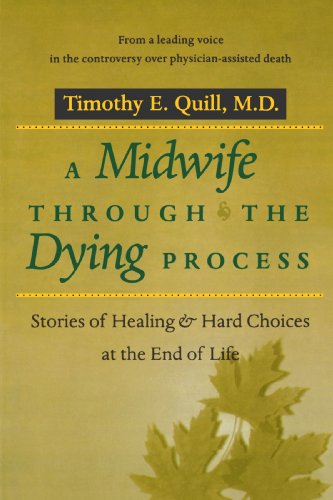 From a leading voice
in the controversy over physician-assisted death
Timothy E. Quill, M.D.
A Midwife
THROUGH THE
Dying PROCESS
Stories of Healing & Hard Choices
at the End of Life